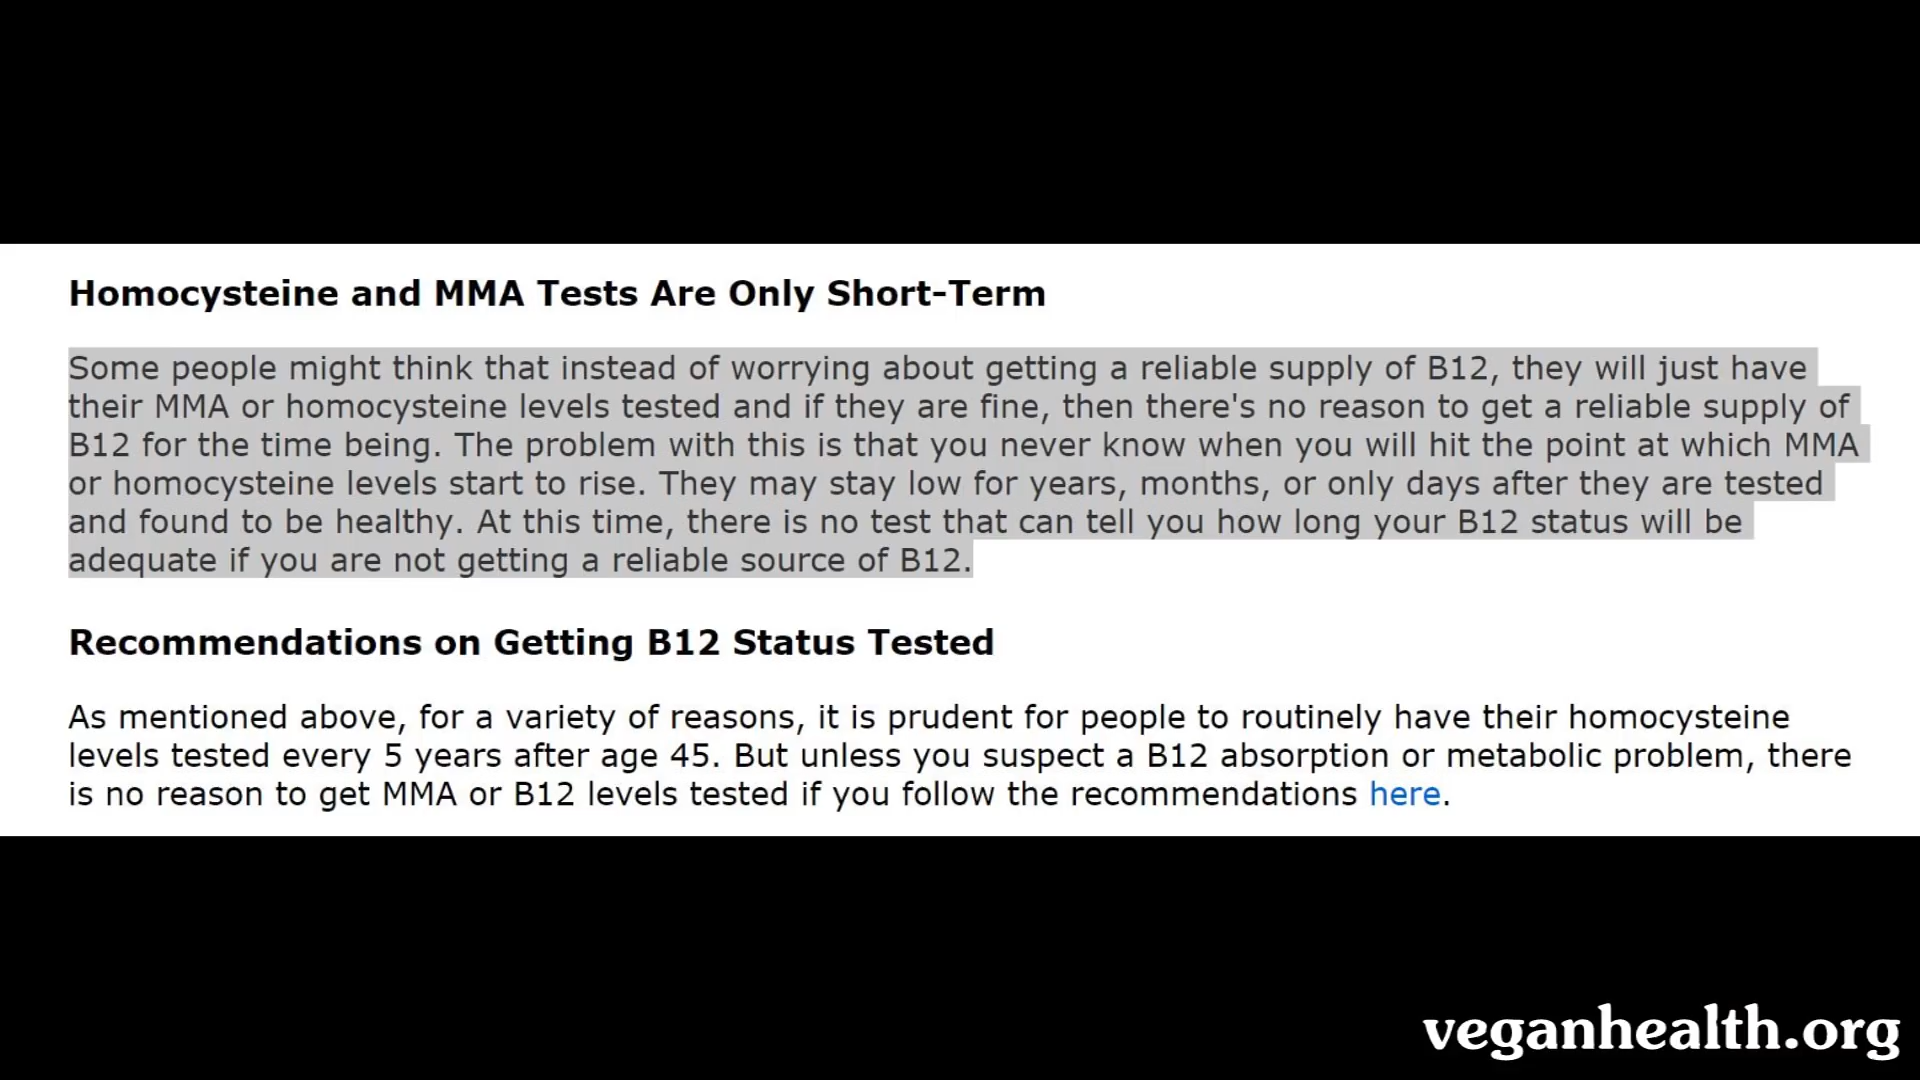 Homocysteine and MMA Tests Are Only Short-Term
Some people might think that instead of worrying about getting a reliable supply of B12, they will just have
their MMA or homocysteine levels tested and if they are fine, then there's no reason to get a reliable supply of
B12 for the time being. The problem with this is that you never know when you will hit the point at which MMA
or homocysteine levels start to rise. They may stay low for years, months, or only days after they are tested
and found to be healthy. At this time, there is no test that can tell you how long your B12 status will be
adequate if you are not getting a reliable source of B12.
Recommendations on Getting B12 Status Tested
As mentioned above, for a variety of reasons, it is prudent for people to routinely have their homocysteine
levels tested every 5 years after age 45. But unless you suspect a B12 absorption or metabolic problem, there
is no reason to get MMA or B12 levels tested if you follow the recommendations here.
veganhealth.org